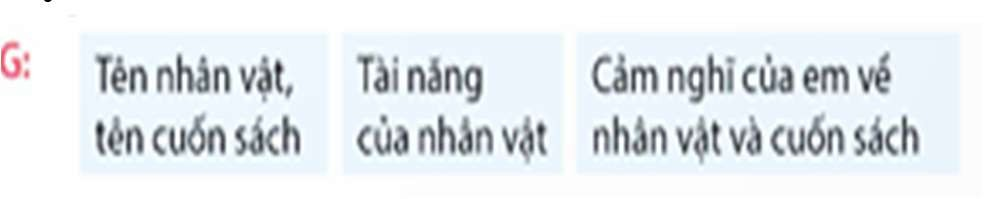 G:
Tên nhân vật,
tên cuốn sách
Tài năng
của nhân vật
Cảm nghĩ của em về
nhân vật và cuốn sách